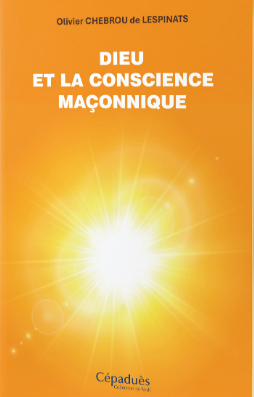 Olivier CHEBROU de LESPINATS
DIEU
ET LA CONSCIENCE
MAÇONNIQUE
Cépaduès